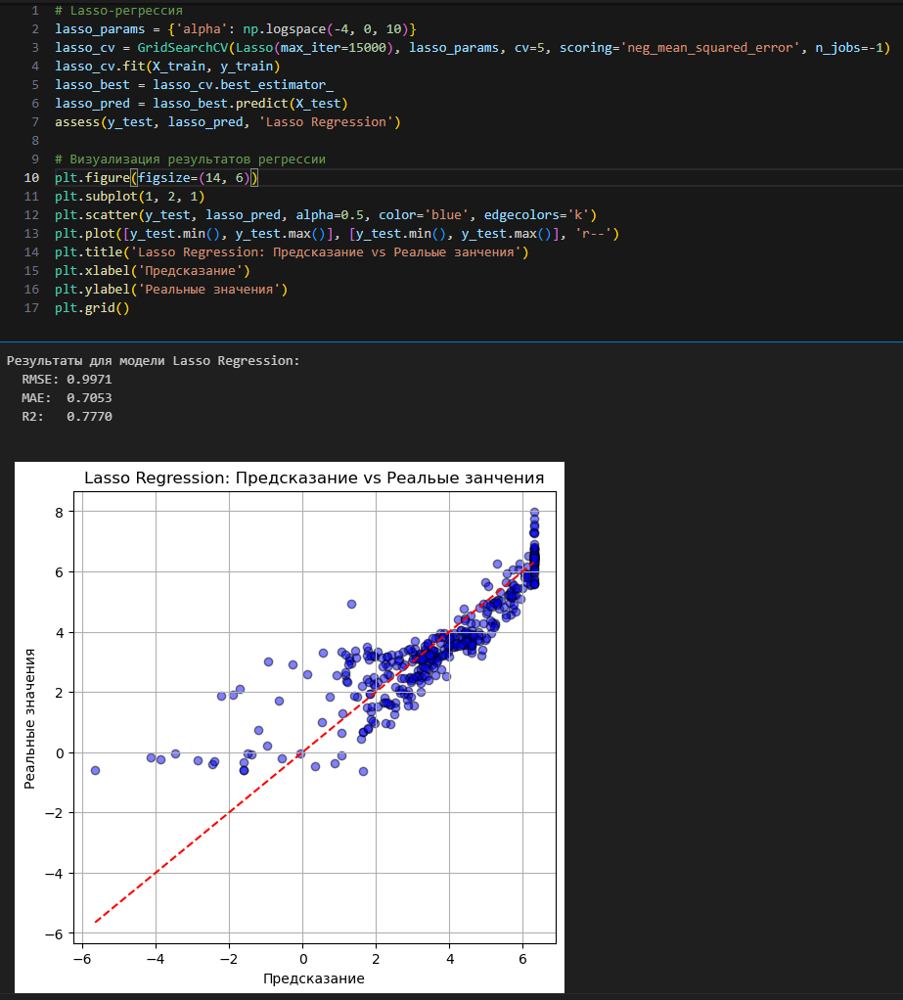 1 # Lasso-регрессия
2 lasso_params = {'alpha': np.logspace(-4, 0, 10)}
3 lasso_cv = GridSearchCV(Lasso(max_iter=15000), lasso_params, cv=5, scoring='neg_mean_squared_error', n_jobs=-1)
4 lasso_cv.fit(X_train, y_train)
5 lasso_best = lasso_cv.best_estimator_
6 lasso_pred = lasso_best.predict(X_test)
7 assess(y_test, lasso_pred, 'Lasso Regression')
8
9 # Визуализация результатов регрессии
10 plt.figure(figsize=(14, 6))
11 plt.subplot(1, 2, 1)
12 plt.scatter(y_test, lasso_pred, alpha=0.5, color='blue', edgecolors='k')
13 plt.plot([y_test.min(), y_test.max()], [y_test.min(), y_test.max()], 'r--')
14 plt.title('Lasso Regression: Предсказание vs Реальые занчения')
15 plt.xlabel('Предсказание')
16 plt.ylabel('Реальные значения')
17 plt.grid()
Результаты для модели Lasso Regression:
RMSE: 0.9971
MAE: 0.7053
R2: 0.7770
Lasso Regression: Предсказание vs Реальые занчения
8
6
4
2
0
−2
−4
−6
Реальные значения
−6 −4 −2 0 2 4 6
Предсказание